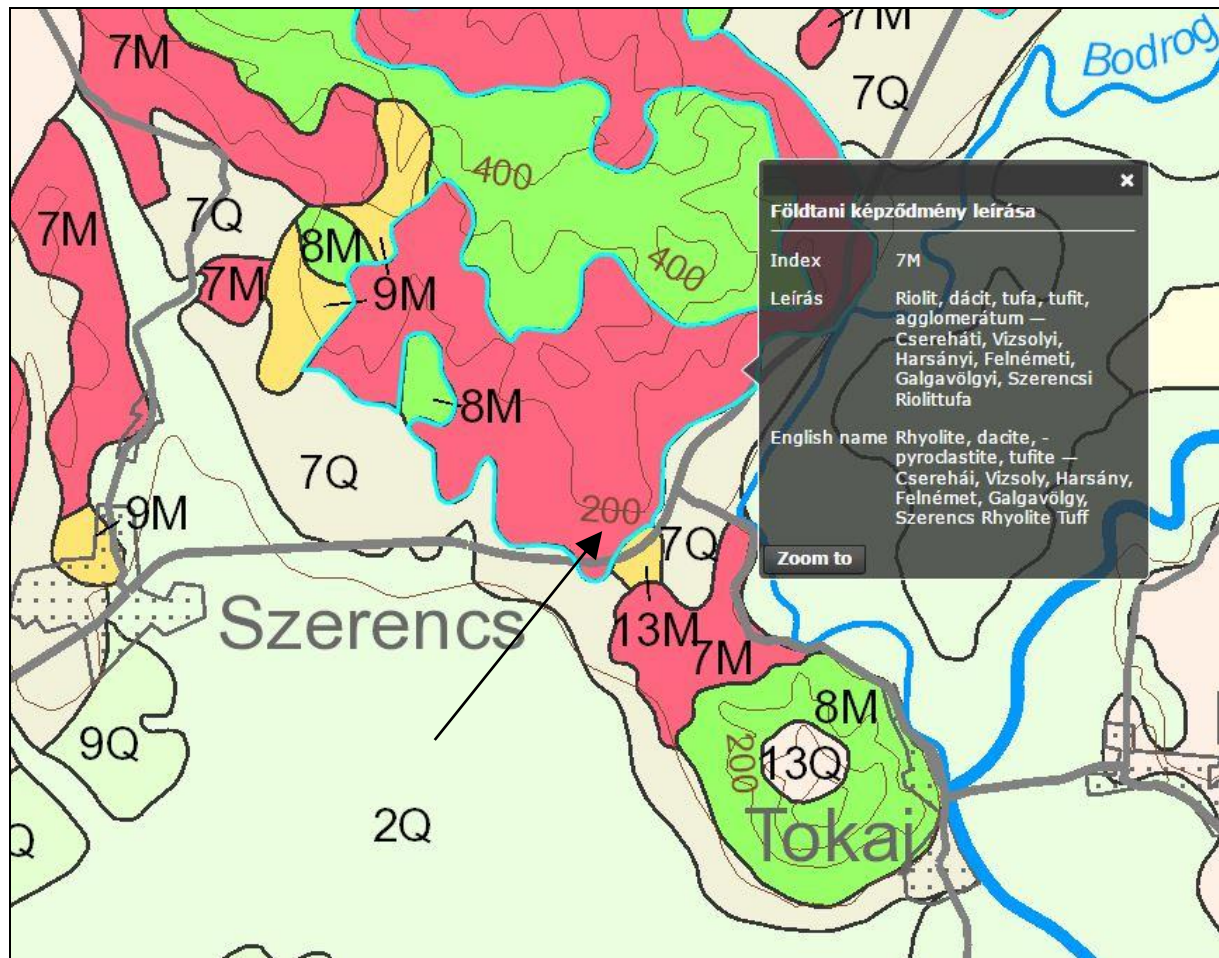 7M
7M
Bodrog
7Q
400
7M
7Q
8M
7M
9M
400
×
Földtani képződmény leírása
Index 7M
Leírás Riolit, dácit, tufa, tufit,
agglomerátum —
Csereháti, Vizsolyi,
Harsányi, Felnémeti,
Galgavölgyi, Szerencsi
Riolittufa
English name Rhyolite, dacite, -
pyroclastite, tufite —
Cserehái, Vizsoly, Harsány,
Felnémet, Galgavölgy,
Szerencs Rhyolite Tuff
Zoom to
8M
7Q
9M
200
7Q
Szerencs
13M
7M
8M
9Q
200
13Q
2Q
Q
Tokaj